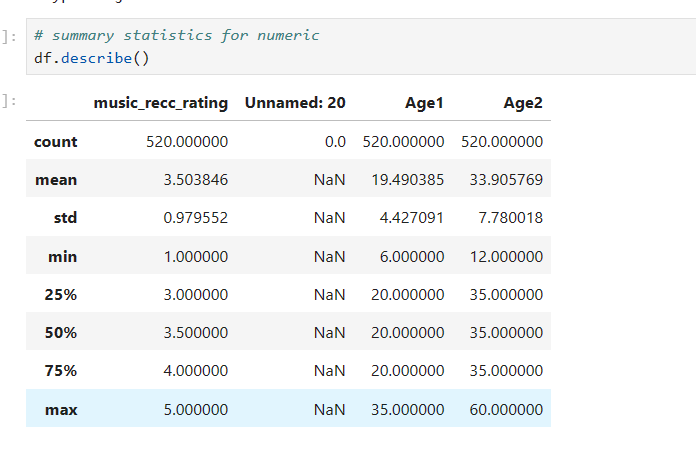 ]: # summary statistics for numeric
df.describe()
]:
music_recc_rating Unnamed: 20 Age1 Age2
count 520.000000 0.0 520.000000 520.000000
mean 3.503846 NaN 19.490385 33.905769
std 0.979552 NaN 4.427091 7.780018
min 1.000000 NaN 6.000000 12.000000
25% 3.000000 NaN 20.000000 35.000000
50% 3.500000 NaN 20.000000 35.000000
75% 4.000000 NaN 20.000000 35.000000
max 5.000000 NaN 35.000000 60.000000